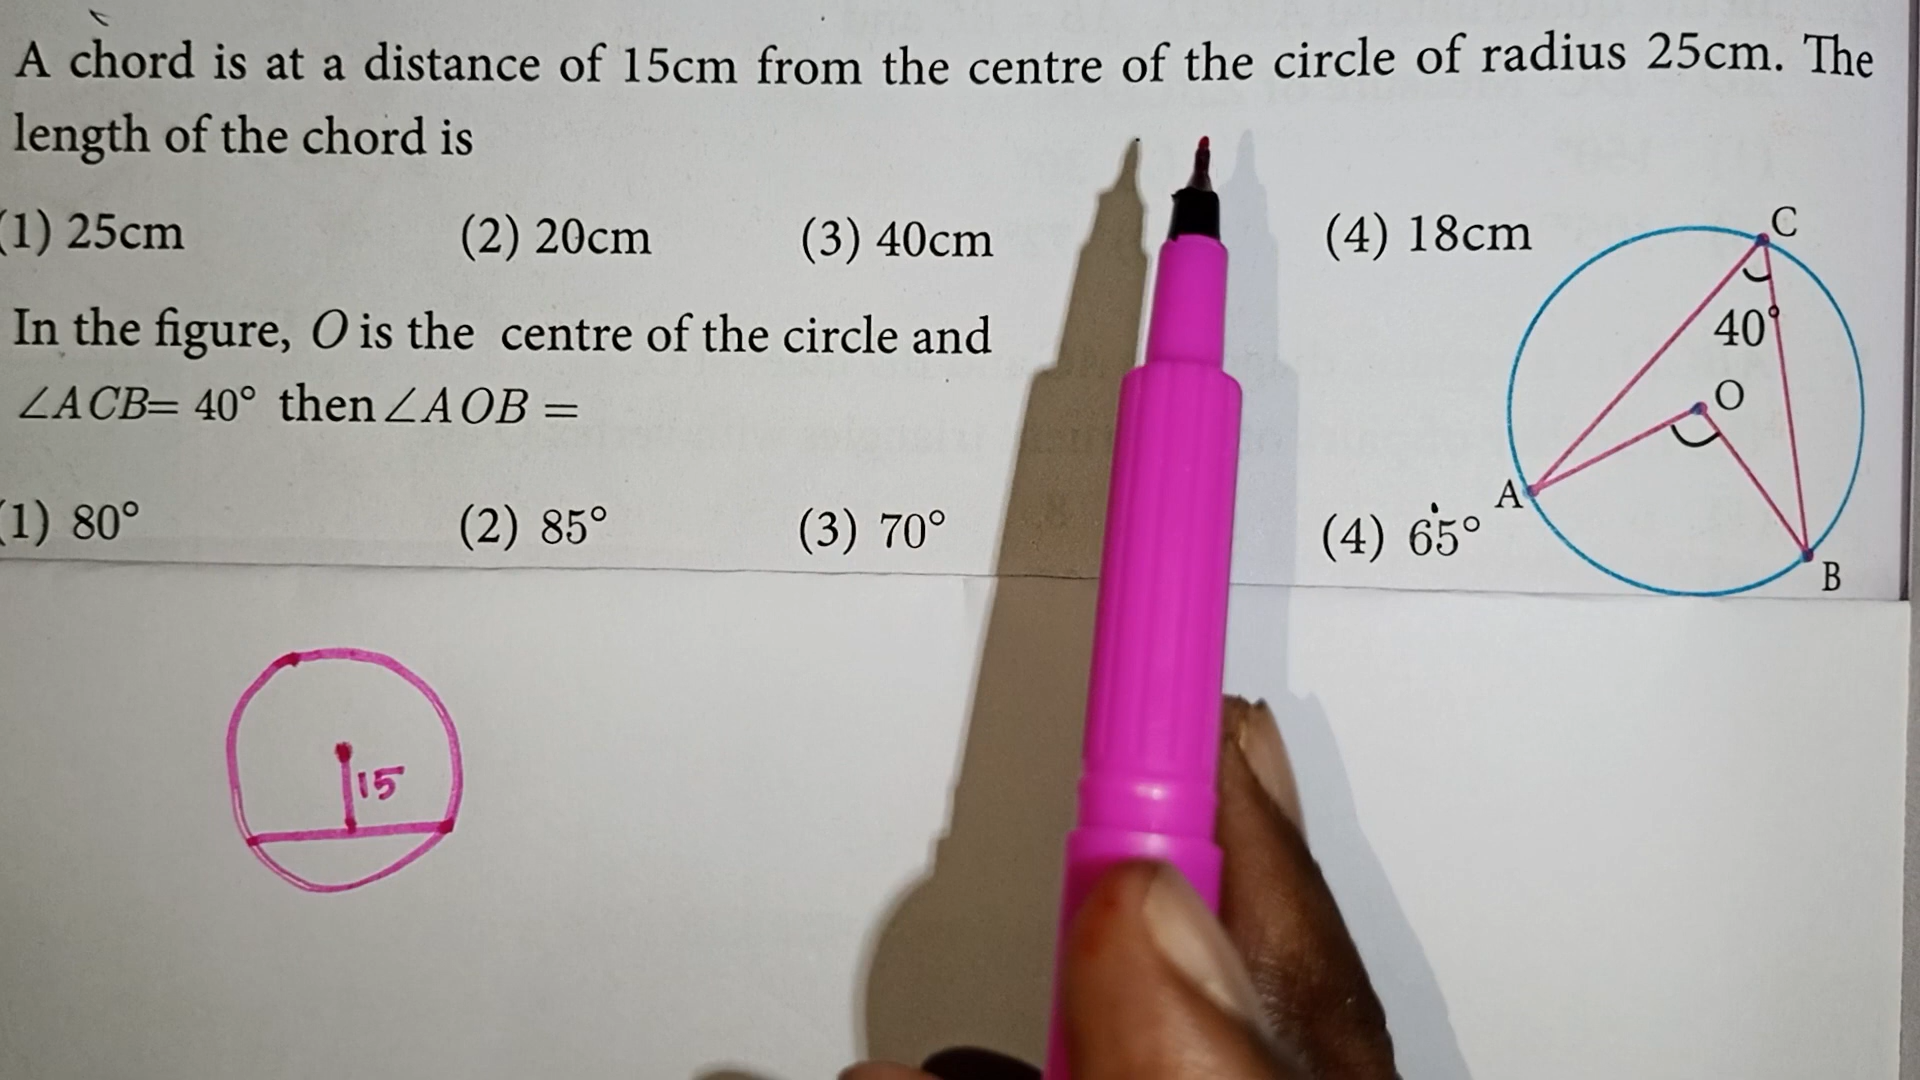 A chord is at a distance of 15cm from the centre of the circle of radius 25cm. The
length of the chord is
(1) 25cm (2) 20cm (3) 40cm (4) 18cm
In the figure, O is the centre of the circle and
∠ACB= 40° then ∠AOB =
(1) 80° (2) 85° (3) 70° (4) 65°
C
40°
O
A
B
15